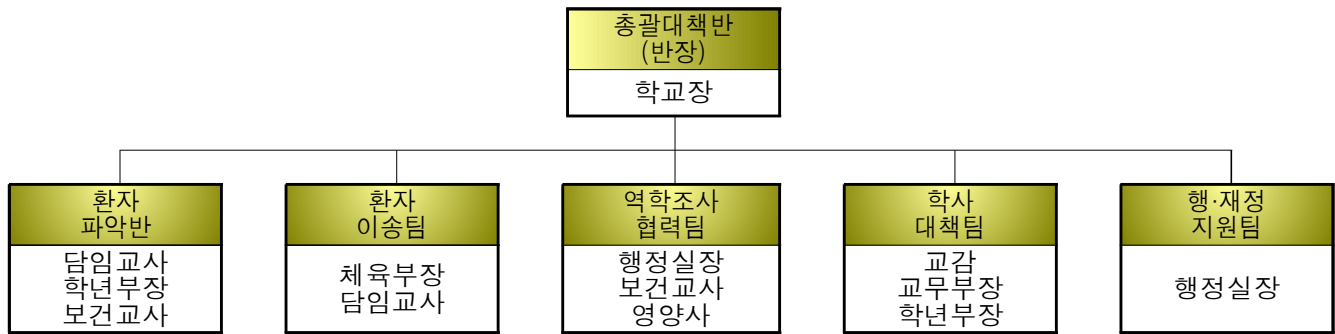 총괄대책반
(반장)
학교장
환자
파악반
담임교사
학년부장
보건교사
환자
이송팀
체육부장
담임교사
역학조사
협력팀
행정실장
보건교사
영양사
학사
대책팀
교감
교무부장
학년부장
행·재정
지원팀
행정실장